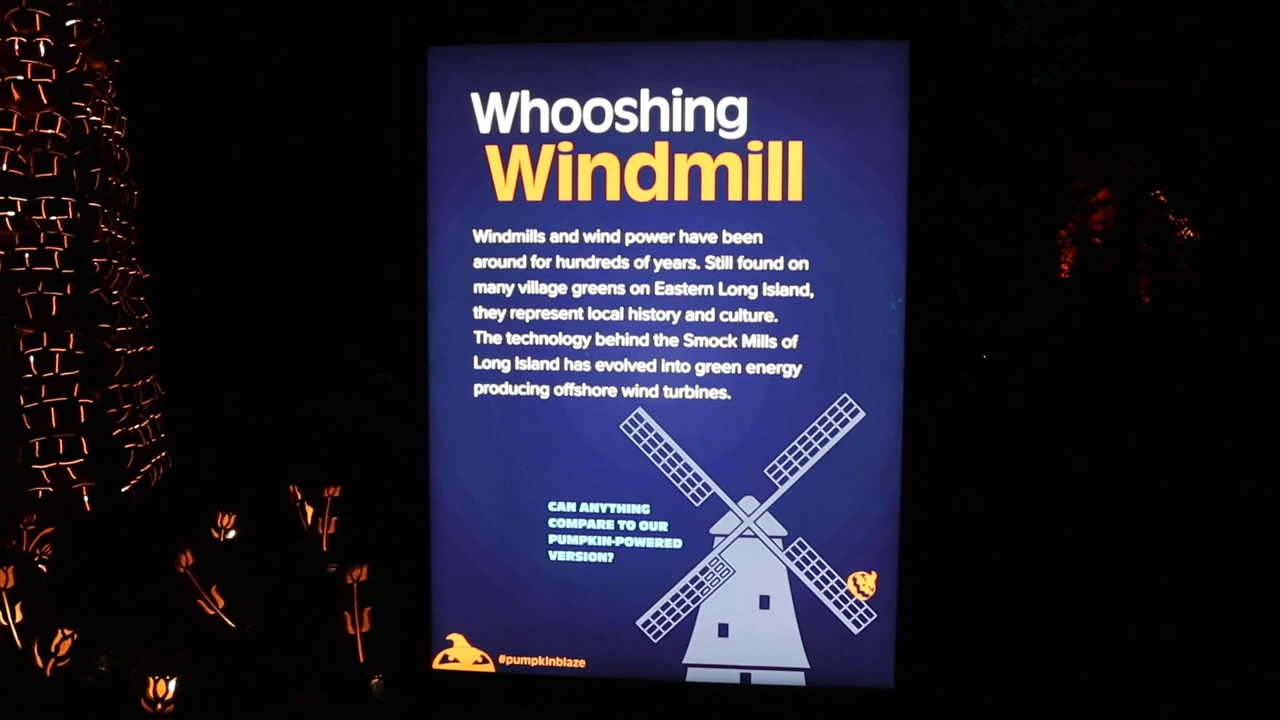 Whooshing
Windmill
Windmills and wind power have been
around for hundreds of years. Still found on
many village greens on Eastern Long Island,
they represent local history and culture.
The technology behind the Smock Mills of
Long Island has evolved into green energy
producing offshore wind turbines.
CAN ANYTHING
COMPARE TO OUR
PUMPKIN-POWERED
VERSION?
#pumpkinblaze